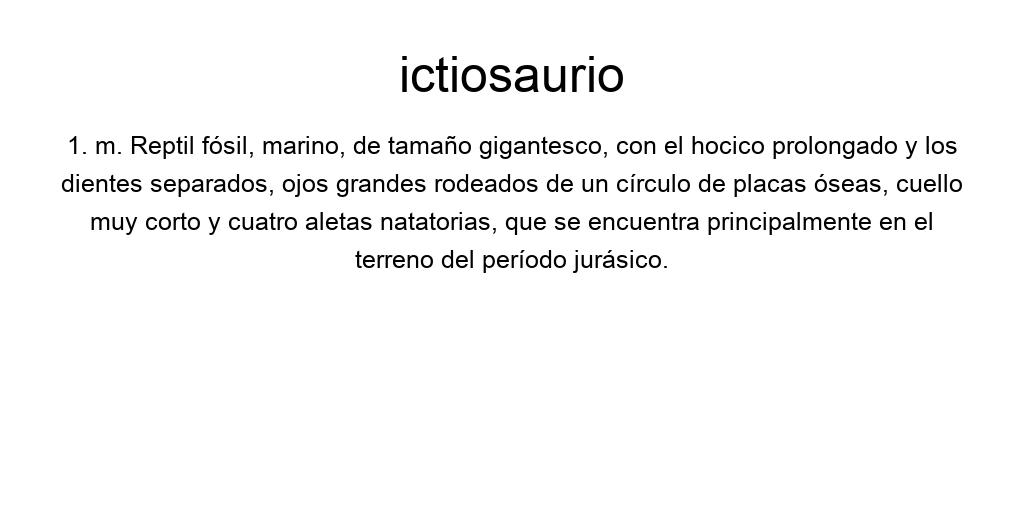 ictiosaurio
1. m. Reptil fósil, marino, de tamaño gigantesco, con el hocico prolongado y los
dientes separados, ojos grandes rodeados de un círculo de placas óseas, cuello
muy corto y cuatro aletas natatorias, que se encuentra principalmente en el
terreno del período jurásico.